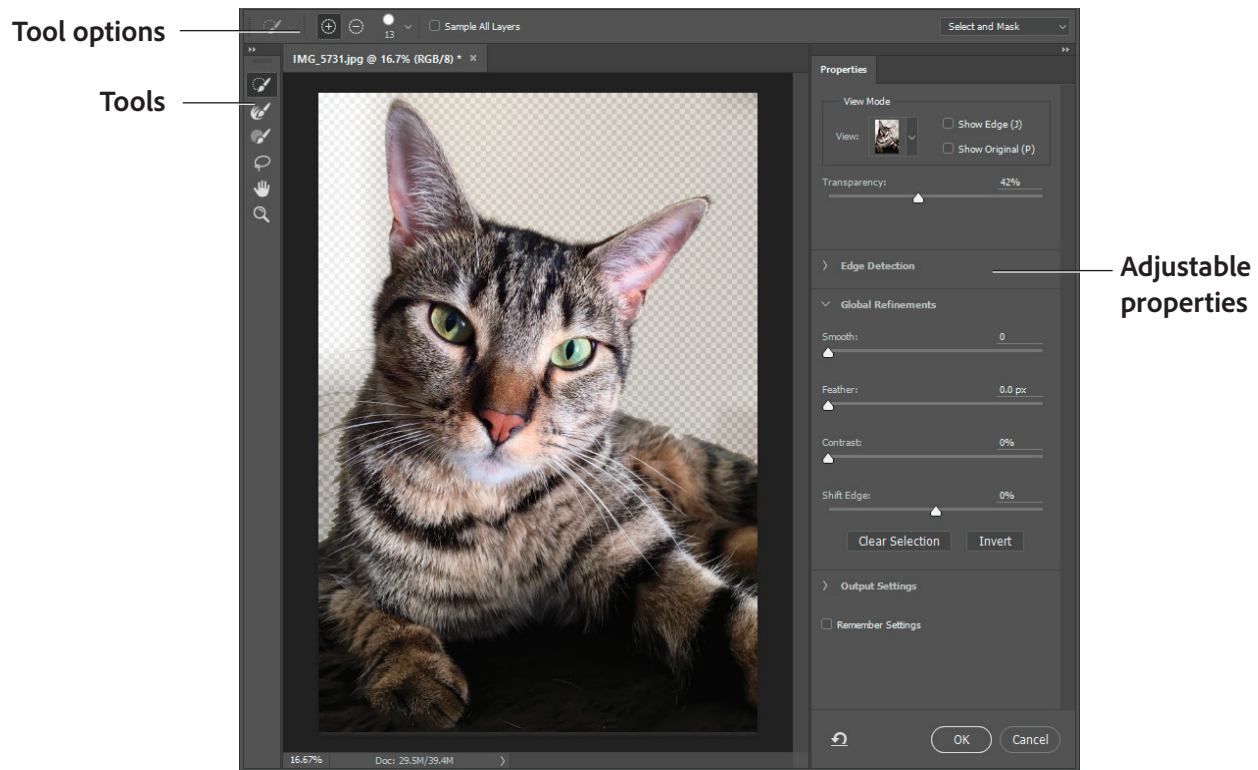 Tool options
Tools
13
Sample All Layers
Select and Mask
IMG_5731.jpg @ 16.7% (RGB/8) * ×
Properties
View Mode
View:
Show Edge (J)
Show Original (P)
Transparency: 42%
Edge Detection
Adjustable
properties
Global Refinements
Smooth: 0
Feather: 0.0 px
Contrast: 0%
Shift Edge: 0%
Clear Selection Invert
Output Settings
Remember Settings
OK Cancel
16.67% Doc: 29.5M/39.4M